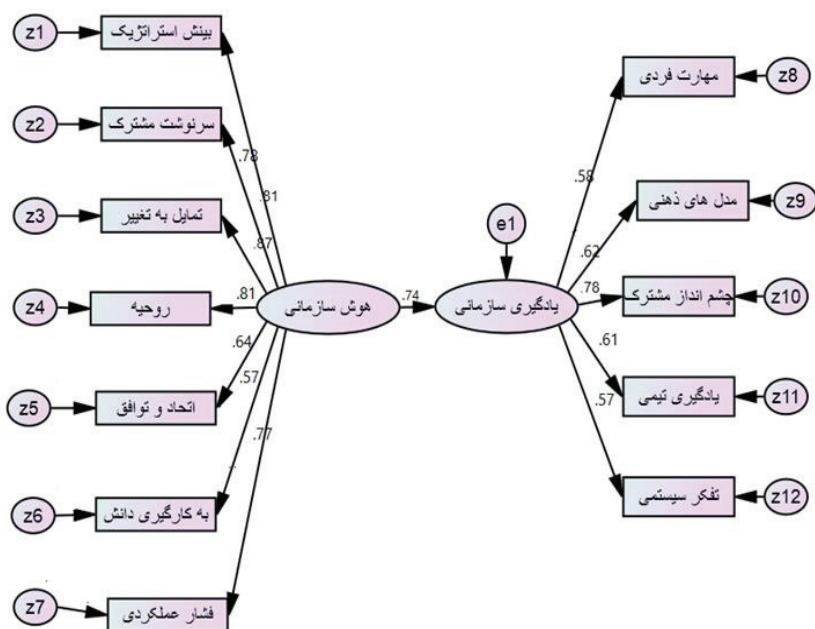 z1
بینش استراتژیک
z2
سرنوشت مشترک
z3
تمایل به تغییر
z4
روحیه
z5
اتحاد و توافق
z6
به کارگیری دانش
z7
فشار عملکردی
.81
.78
.87
.81
.64
.57
.77
هوش سازمانی
.74
e1
یادگیری سازمانی
.58
.62
.78
.61
.57
مهارت فردی
z8
مدل های ذهنی
z9
چشم انداز مشترک
z10
یادگیری تیمی
z11
تفکر سیستمی
z12